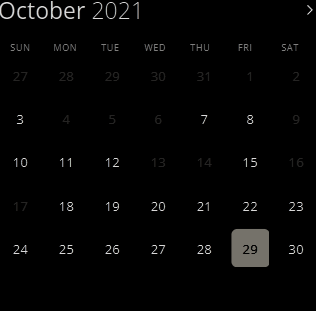 October 2021
SUN MON TUE WED THU FRI SAT
27 28 29 30 31 1 2
3 4 5 6 7 8 9
10 11 12 13 14 15 16
17 18 19 20 21 22 23
24 25 26 27 28 29 30